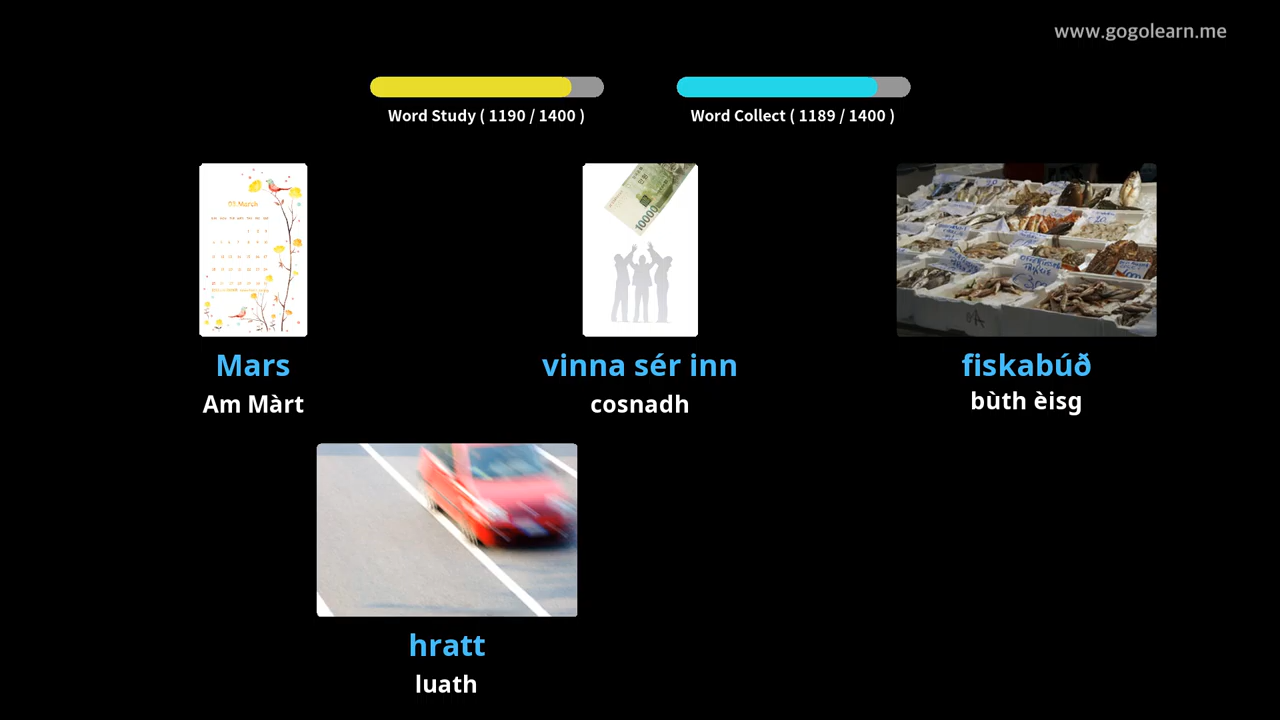 www.gogolearn.me
Word Study ( 1190 / 1400 )
Word Collect ( 1189 / 1400 )
10000
Mars
Am Màrt
vinna sér inn
cosnadh
fiskabúð
bùth èisg
hratt
luath